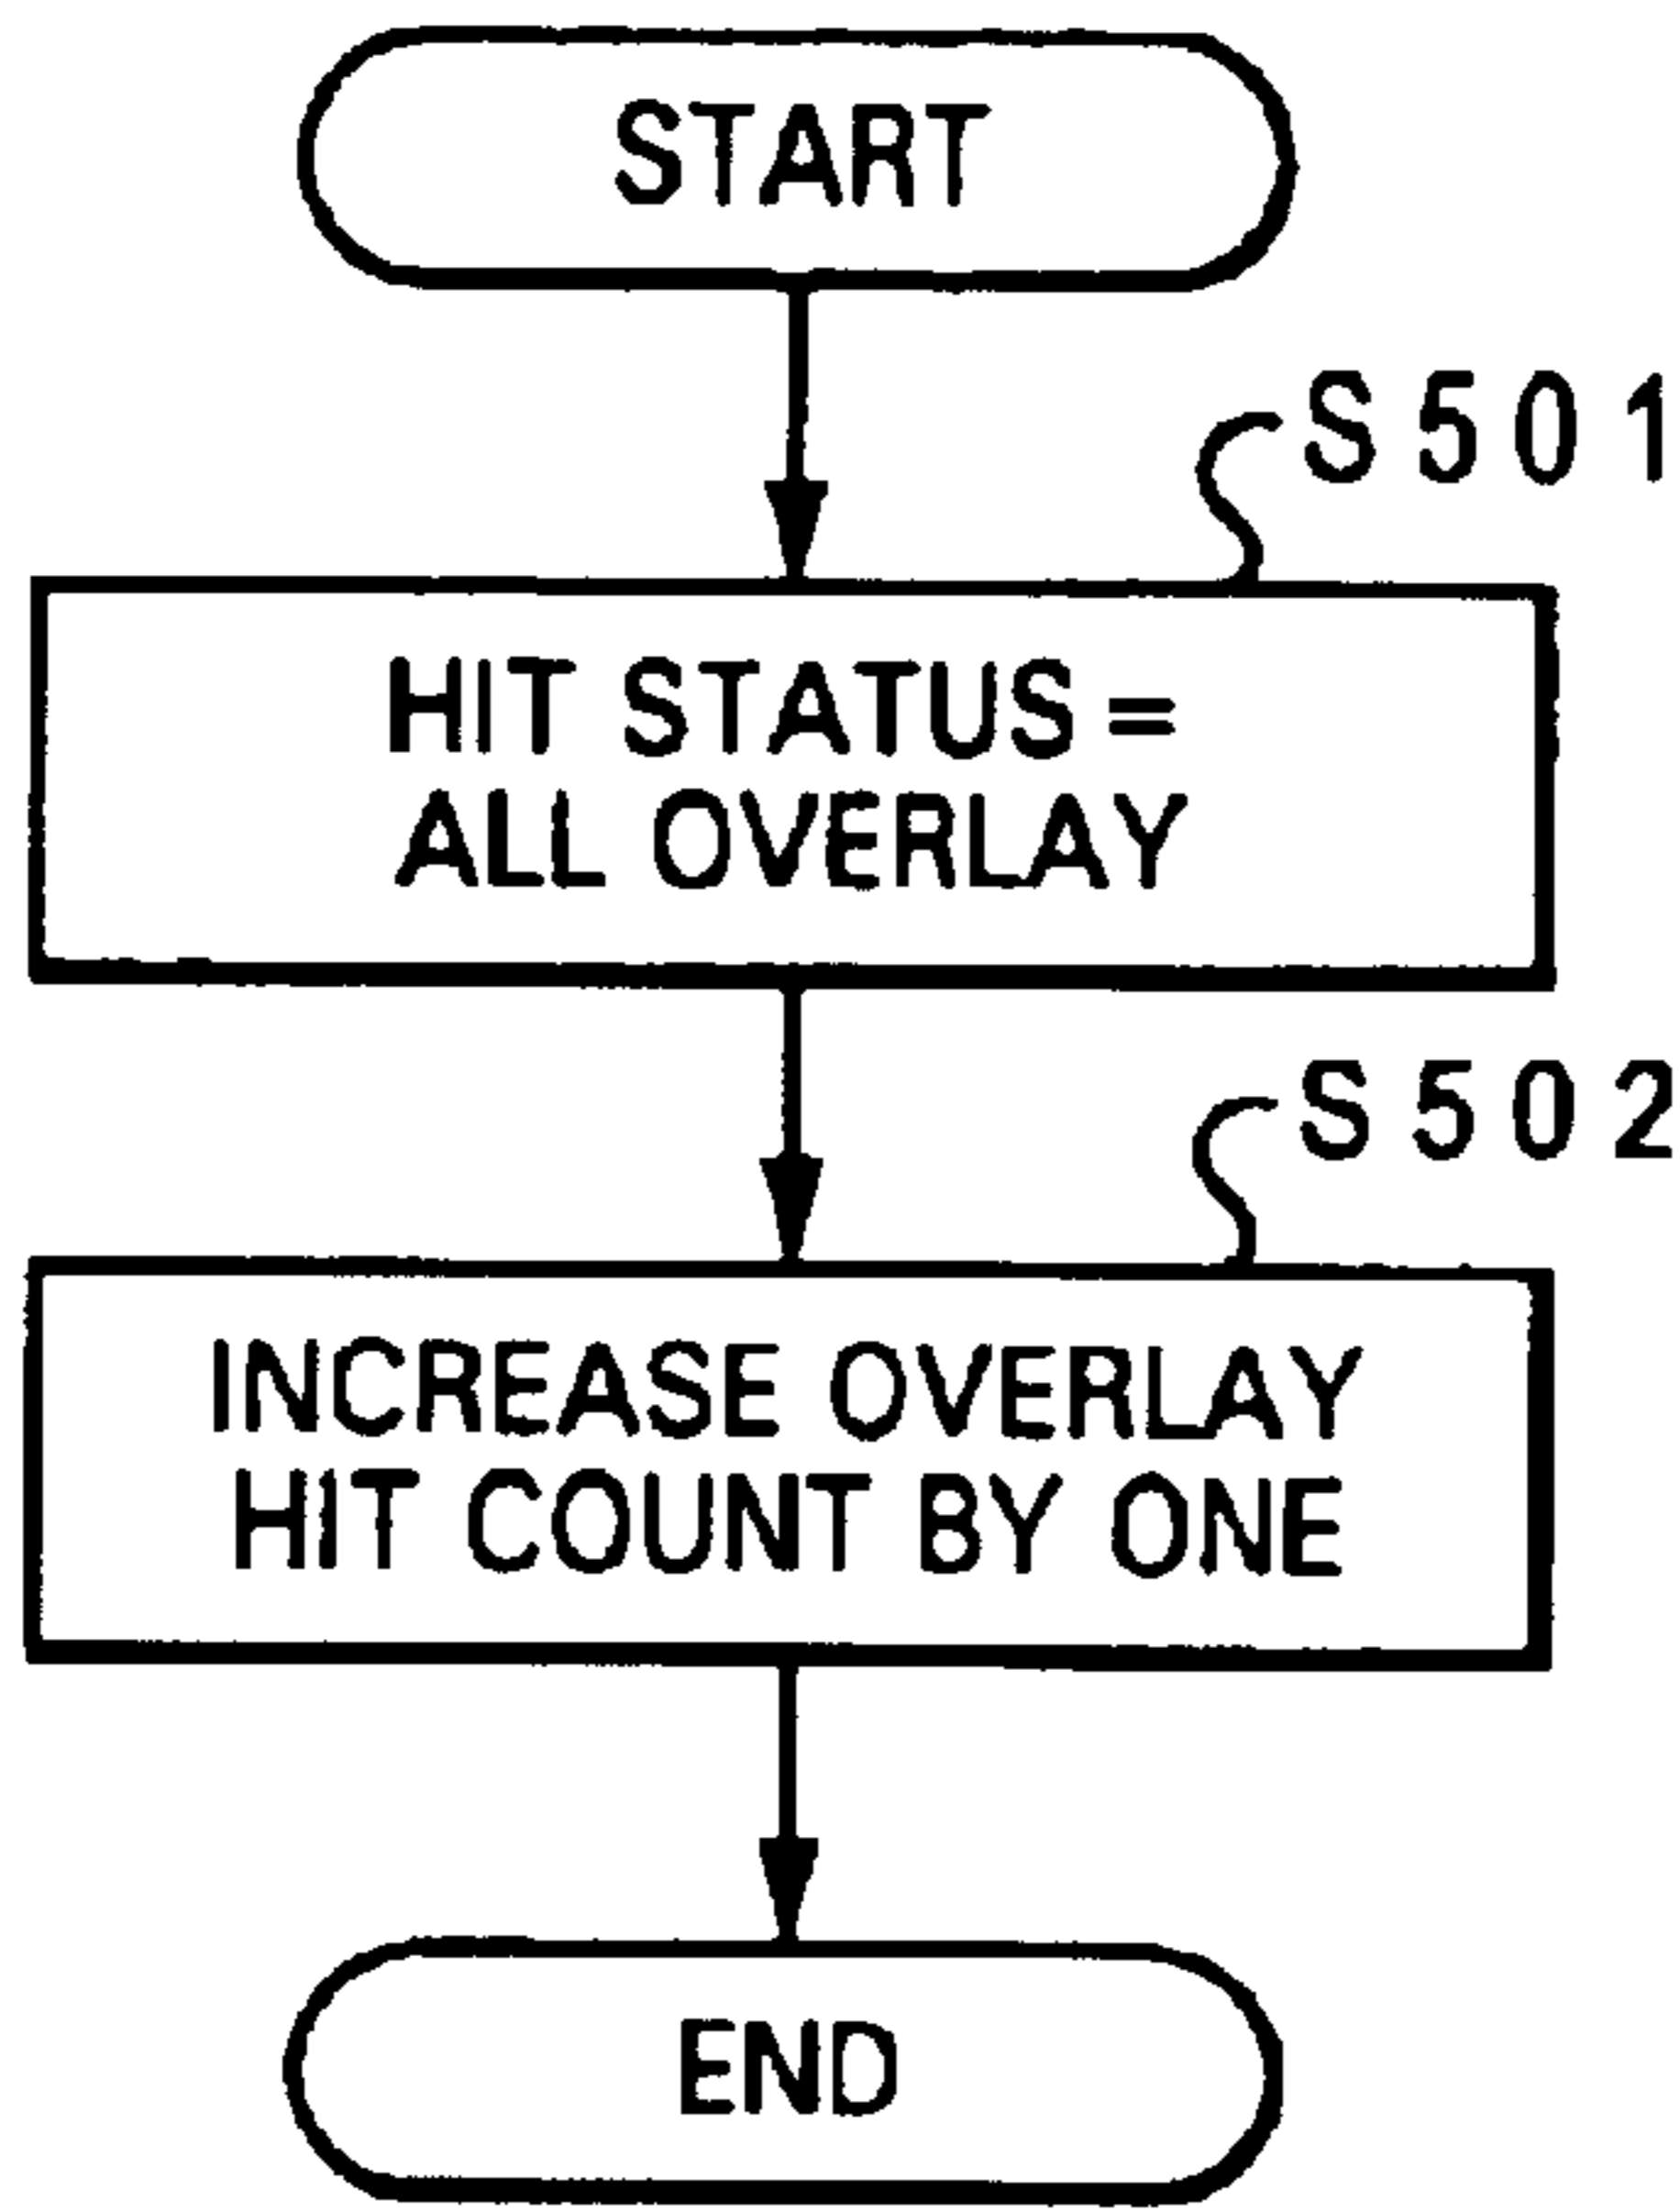 START
S501
HIT STATUS =
ALL OVERLAY
S502
INCREASE OVERLAY
HIT COUNT BY ONE
END